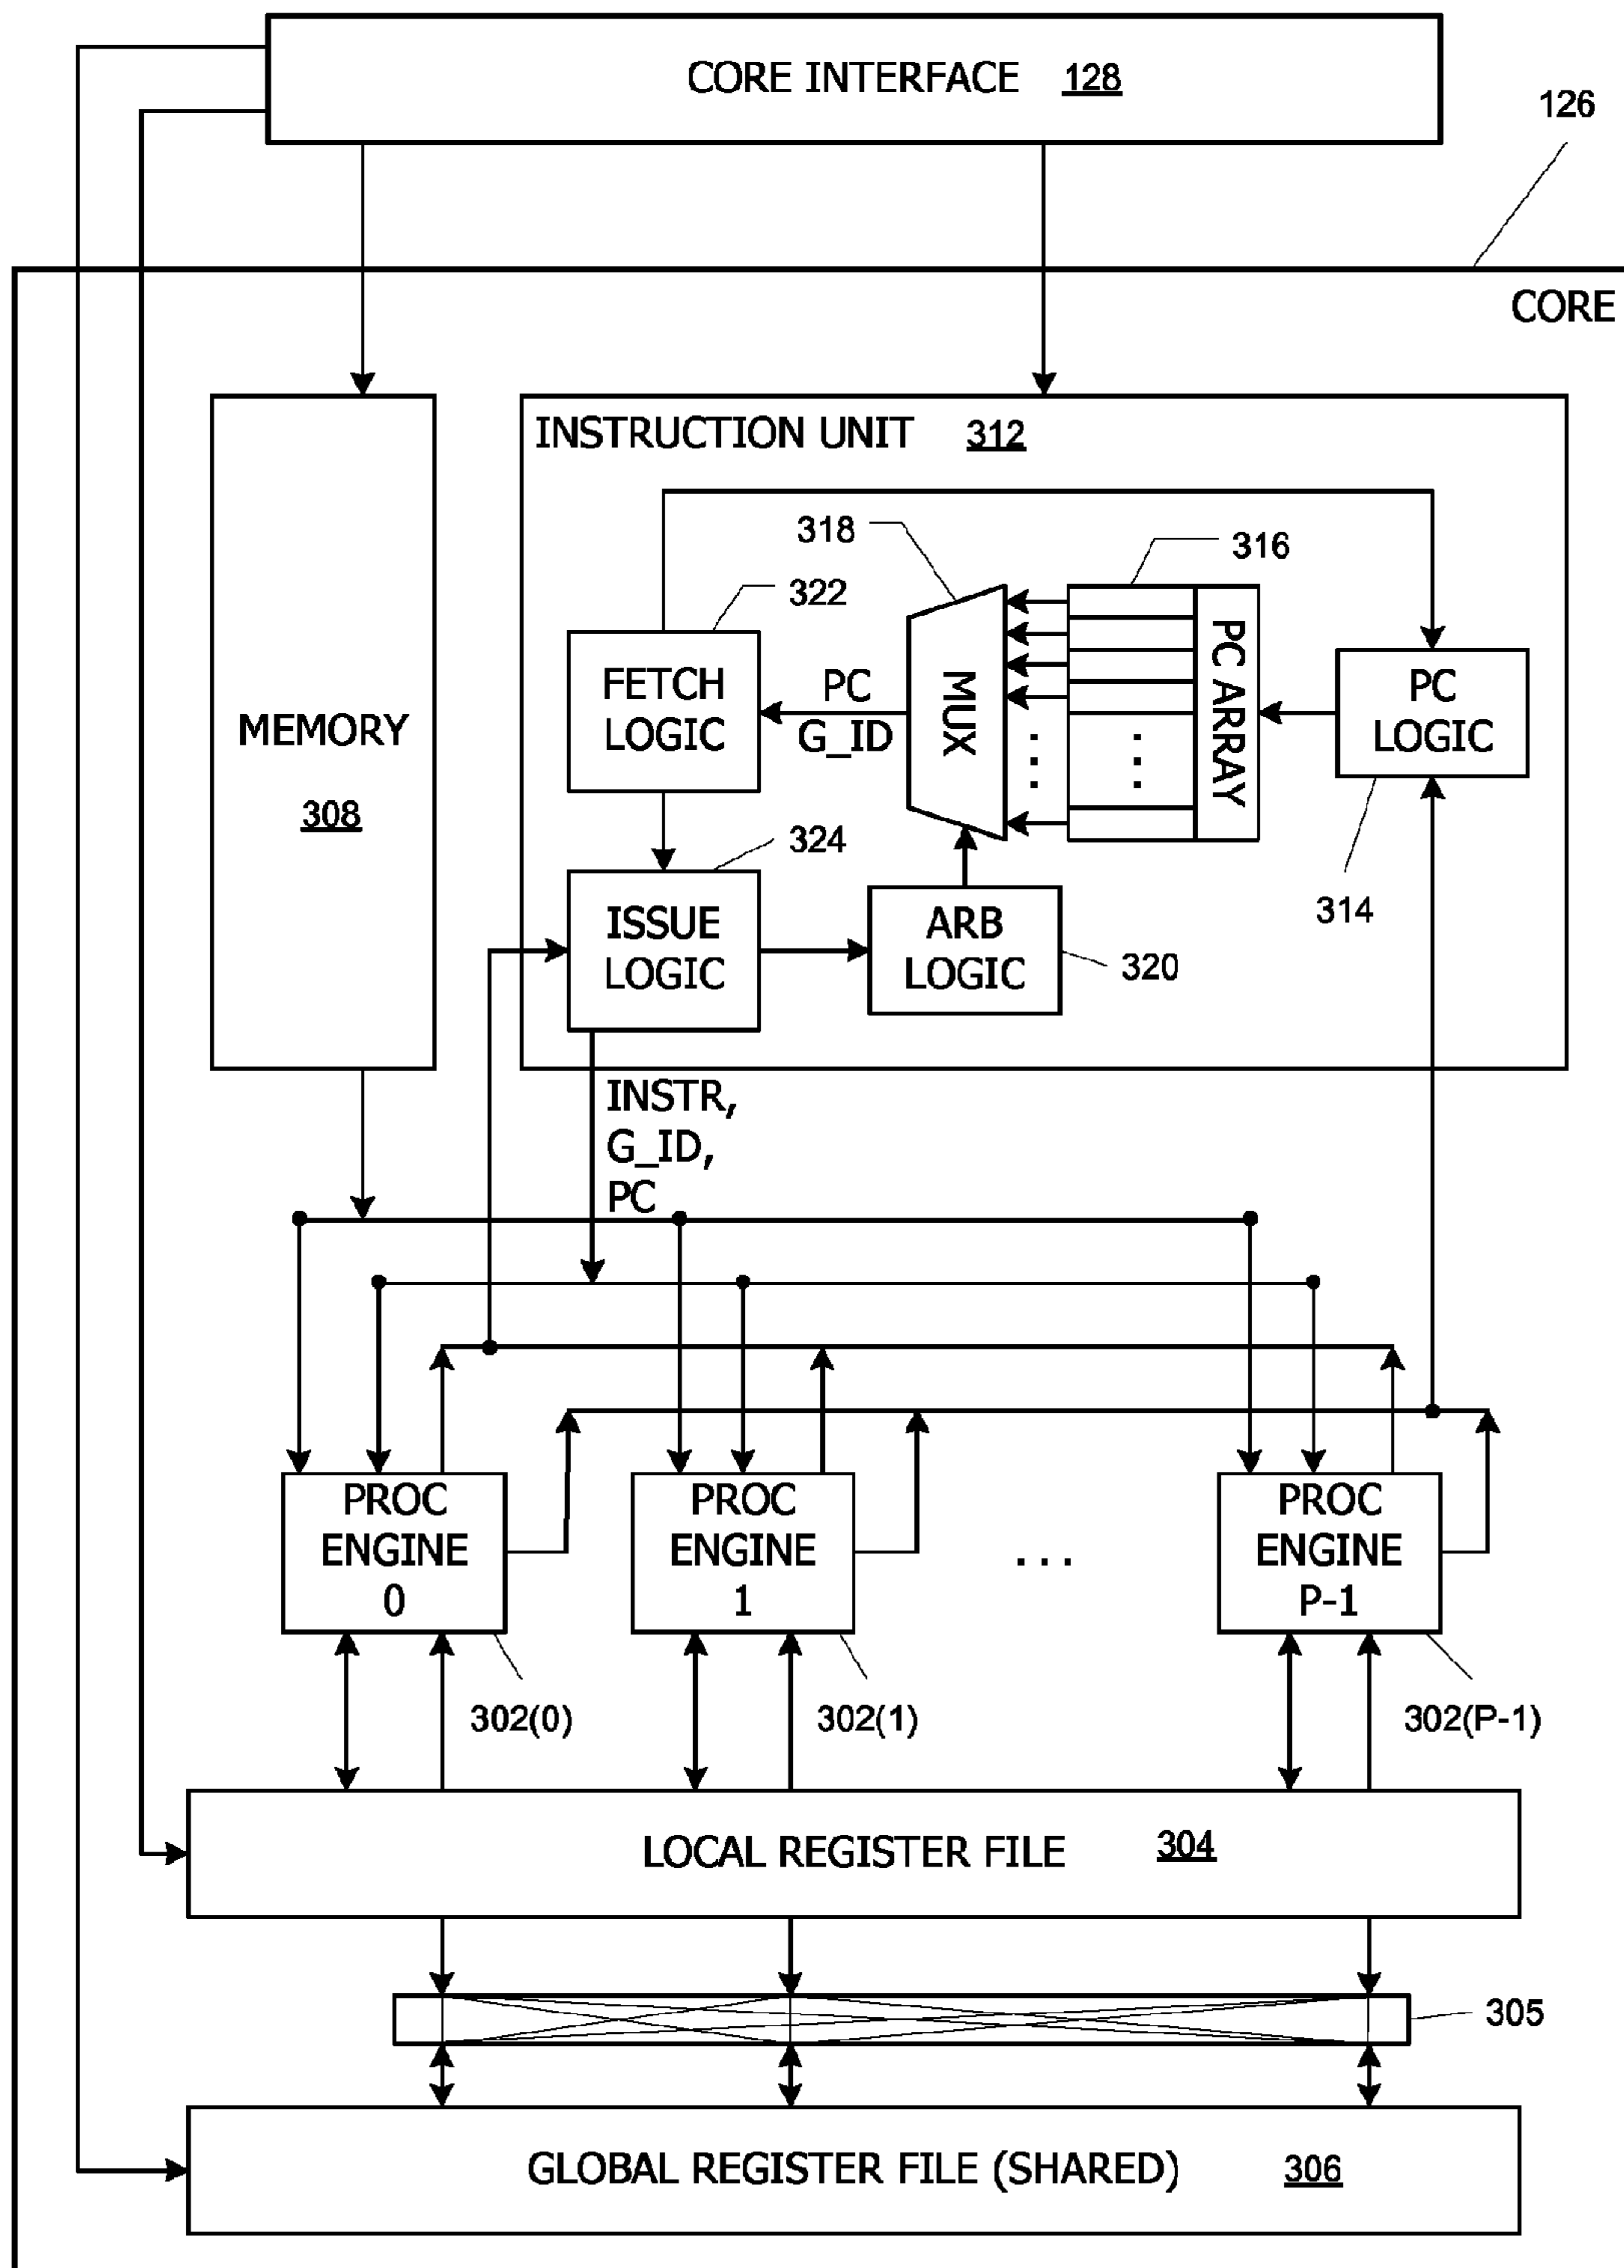 CORE INTERFACE 128
126
CORE
INSTRUCTION UNIT 312
318
316
322
FETCH
LOGIC
PC
G_ID
MUX
PC ARRAY
PC
LOGIC
MEMORY
308
324
314
ISSUE
LOGIC
ARB
LOGIC
320
INSTR,
G_ID,
PC
PROC
ENGINE
0
PROC
ENGINE
1
. . .
PROC
ENGINE
P-1
302(0)
302(1)
302(P-1)
LOCAL REGISTER FILE 304
305
GLOBAL REGISTER FILE (SHARED) 306